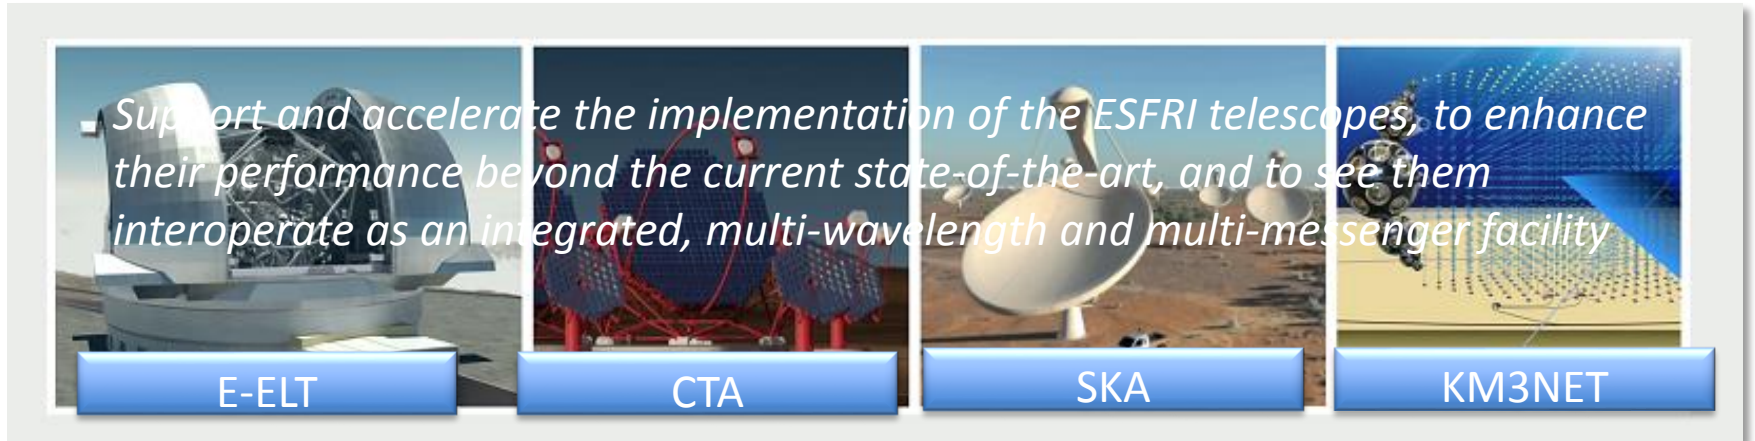 Support and accelerate the implementation of the ESFRI telescopes, to enhance
their performance beyond the current state-of-the-art, and to see them
interoperate as an integrated, multi-wavelength and multi-messenger facility
E-ELT
CTA
SKA
KM3NET